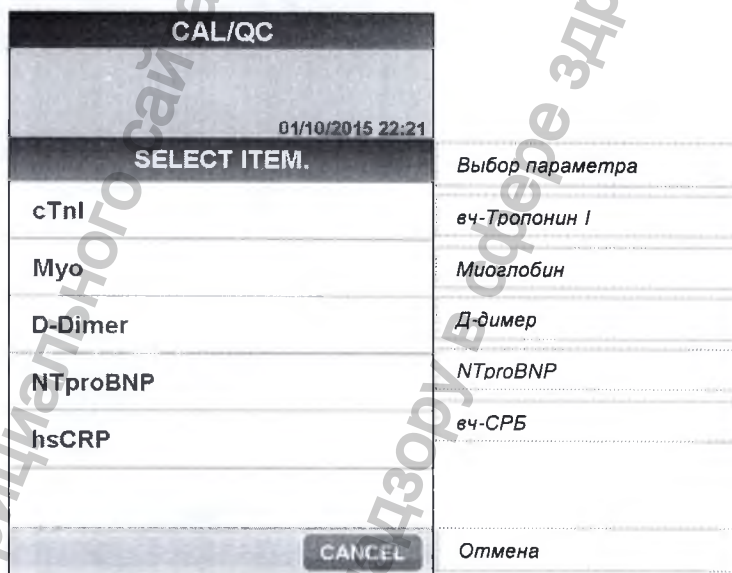 CAL/QC
01/10/2015 22:21
SELECT ITEM.
Выбор параметра
cTnI
вч-Тропонин I
Myo
Миоглобин
D-Dimer
Д-димер
NTproBNP
NTproBNP
hsCRP
вч-СРБ
CANCEL
Отмена